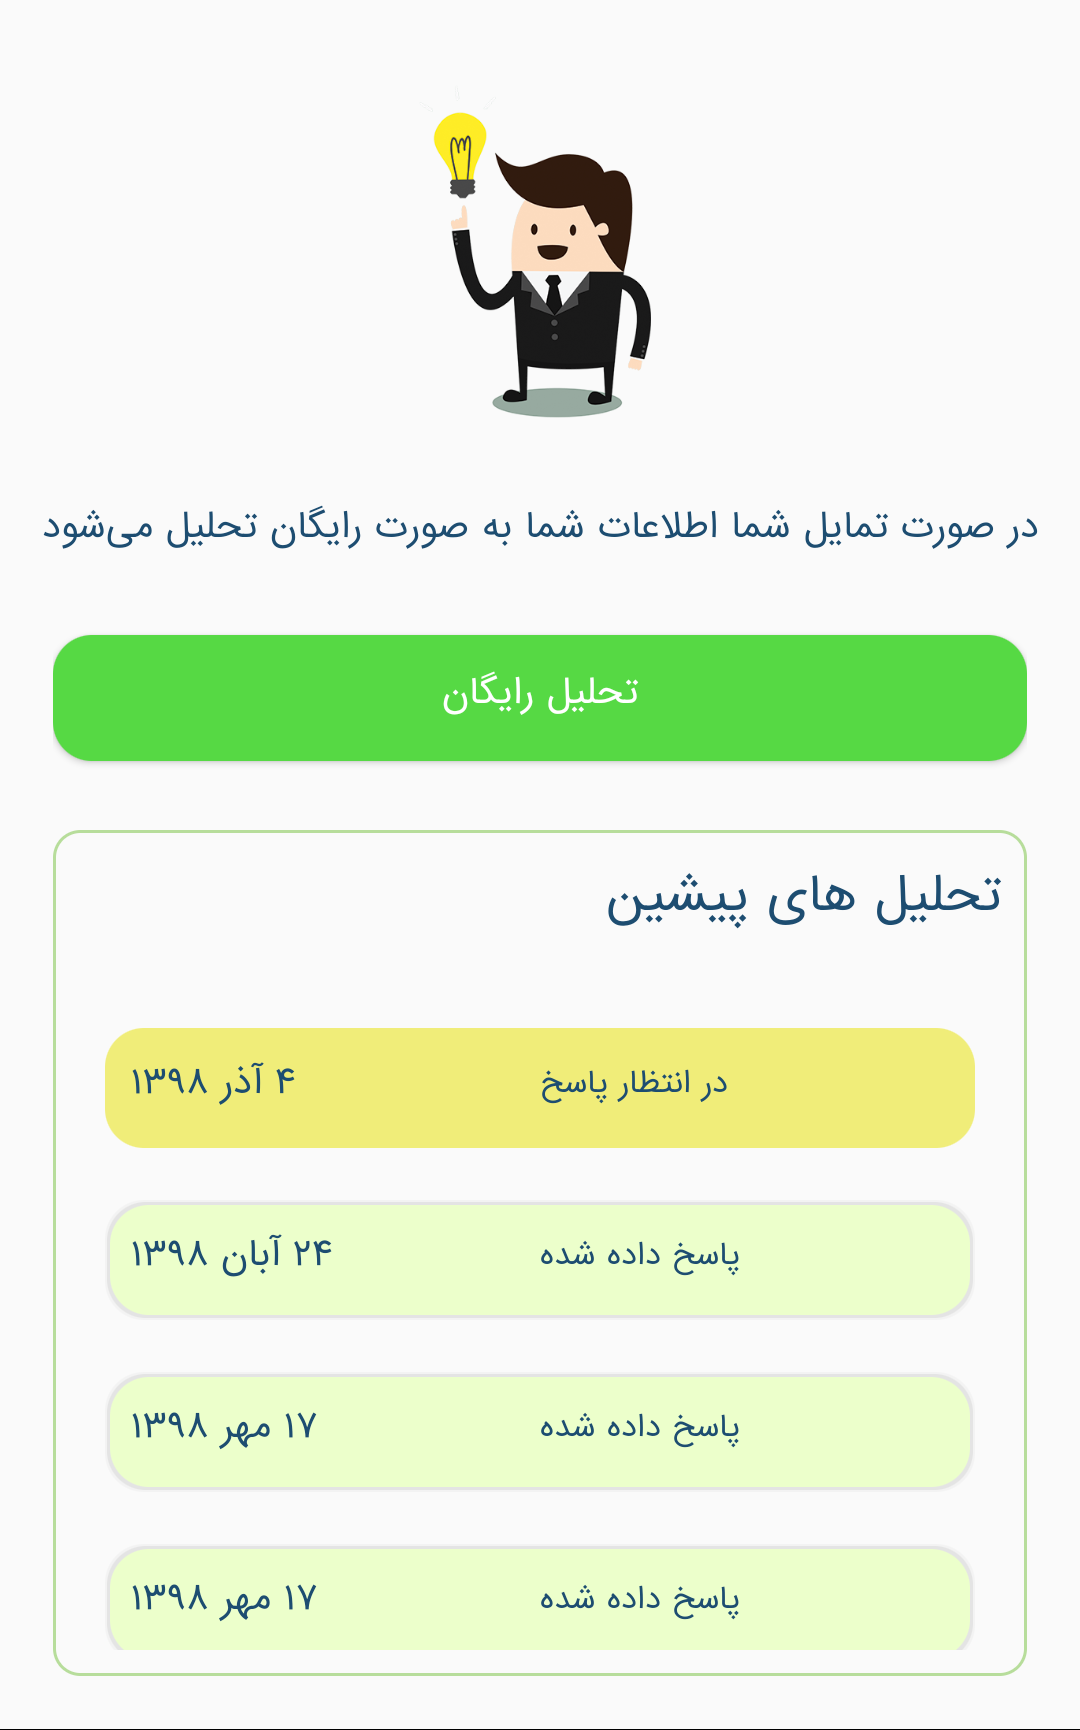 در صورت تمایل شما اطلاعات شما به صورت رایگان تحلیل می‌شود
تحلیل رایگان
تحلیل های پیشین
در انتظار پاسخ ۴ آذر ۱۳۹۸
پاسخ داده شده ۲۴ آبان ۱۳۹۸
پاسخ داده شده ۱۷ مهر ۱۳۹۸
پاسخ داده شده ۱۷ مهر ۱۳۹۸